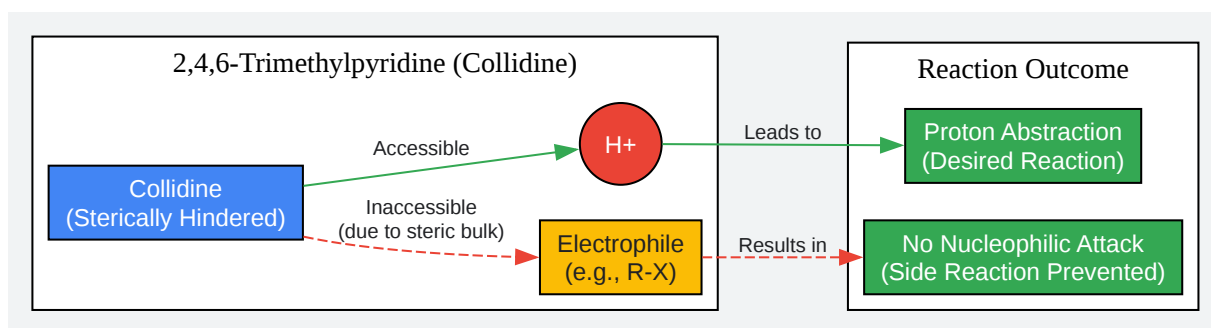 2,4,6-Trimethylpyridine (Collidine)
Reaction Outcome
Collidine
(Sterically Hindered)
Accessible
Inaccessible
(due to steric bulk)
H+
Electrophile
(e.g., R-X)
Leads to
Results in
Proton Abstraction
(Desired Reaction)
No Nucleophilic Attack
(Side Reaction Prevented)